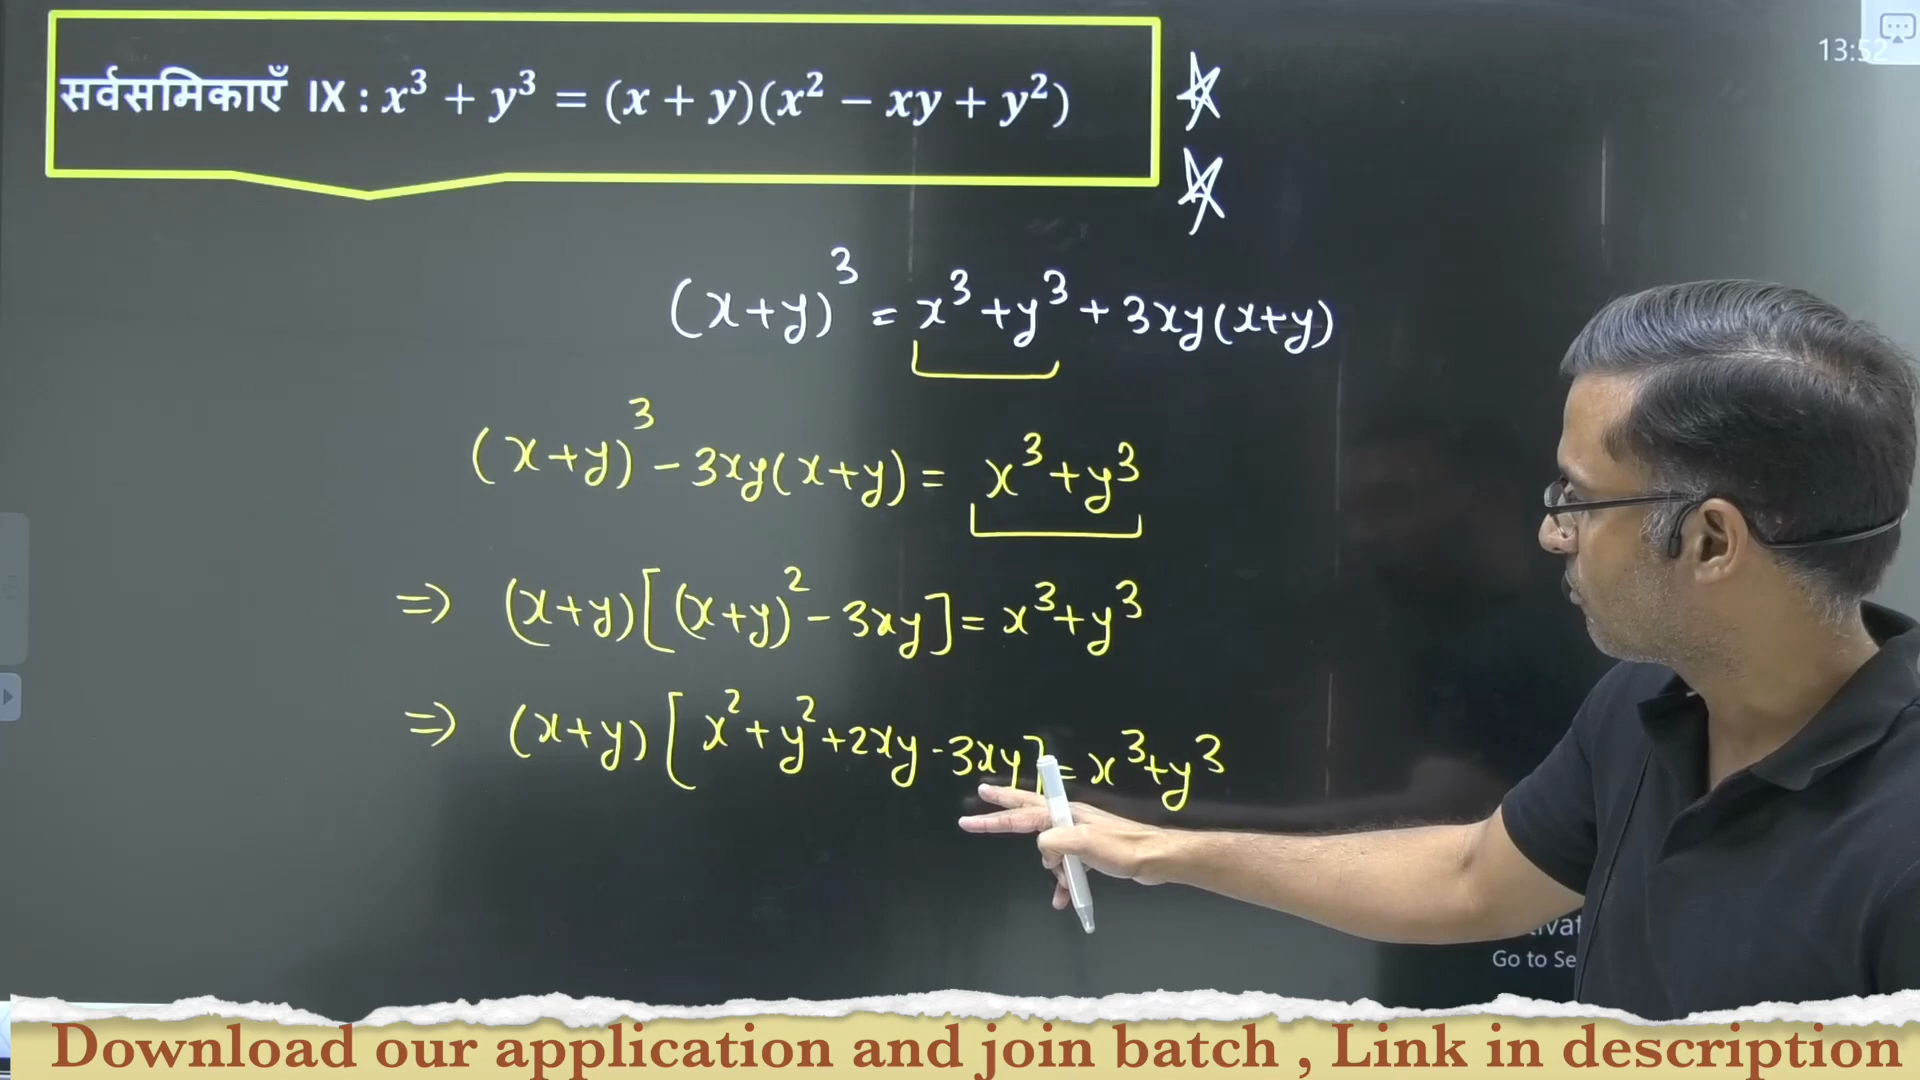 13:52
सर्वसमिकाएँ IX : x³ + y³ = (x + y)(x² − xy + y²)
(x+y)³ = x³+y³ + 3xy(x+y)
(x+y)³ - 3xy(x+y) = x³+y³
=> (x+y)[(x+y)² - 3xy] = x³+y³
=> (x+y)[x²+y²+2xy-3xy] = x³+y³
Go to Se
Download our application and join batch , Link in description